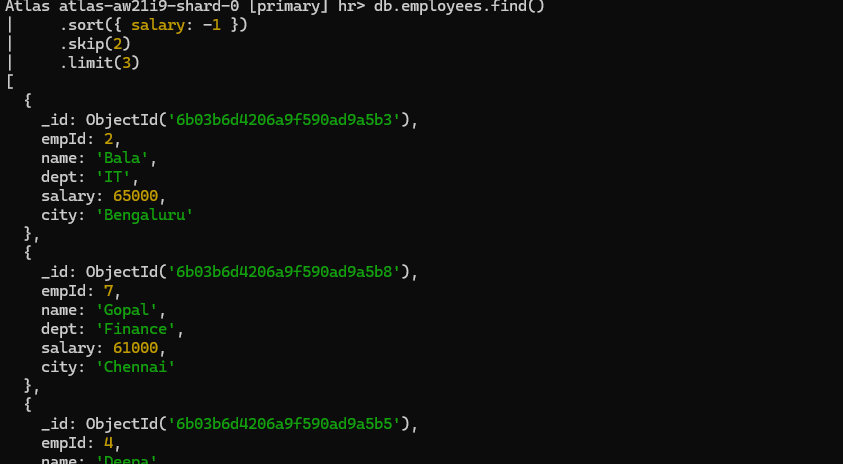 Atlas atlas-aw21i9-shard-0 [primary] hr> db.employees.find()
|     .sort({ salary: -1 })
|     .skip(2)
|     .limit(3)
[
  {
    _id: ObjectId('6b03b6d4206a9f590ad9a5b3'),
    empId: 2,
    name: 'Bala',
    dept: 'IT',
    salary: 65000,
    city: 'Bengaluru'
  },
  {
    _id: ObjectId('6b03b6d4206a9f590ad9a5b8'),
    empId: 7,
    name: 'Gopal',
    dept: 'Finance',
    salary: 61000,
    city: 'Chennai'
  },
  {
    _id: ObjectId('6b03b6d4206a9f590ad9a5b5'),
    empId: 4,
    name: 'Deepa'